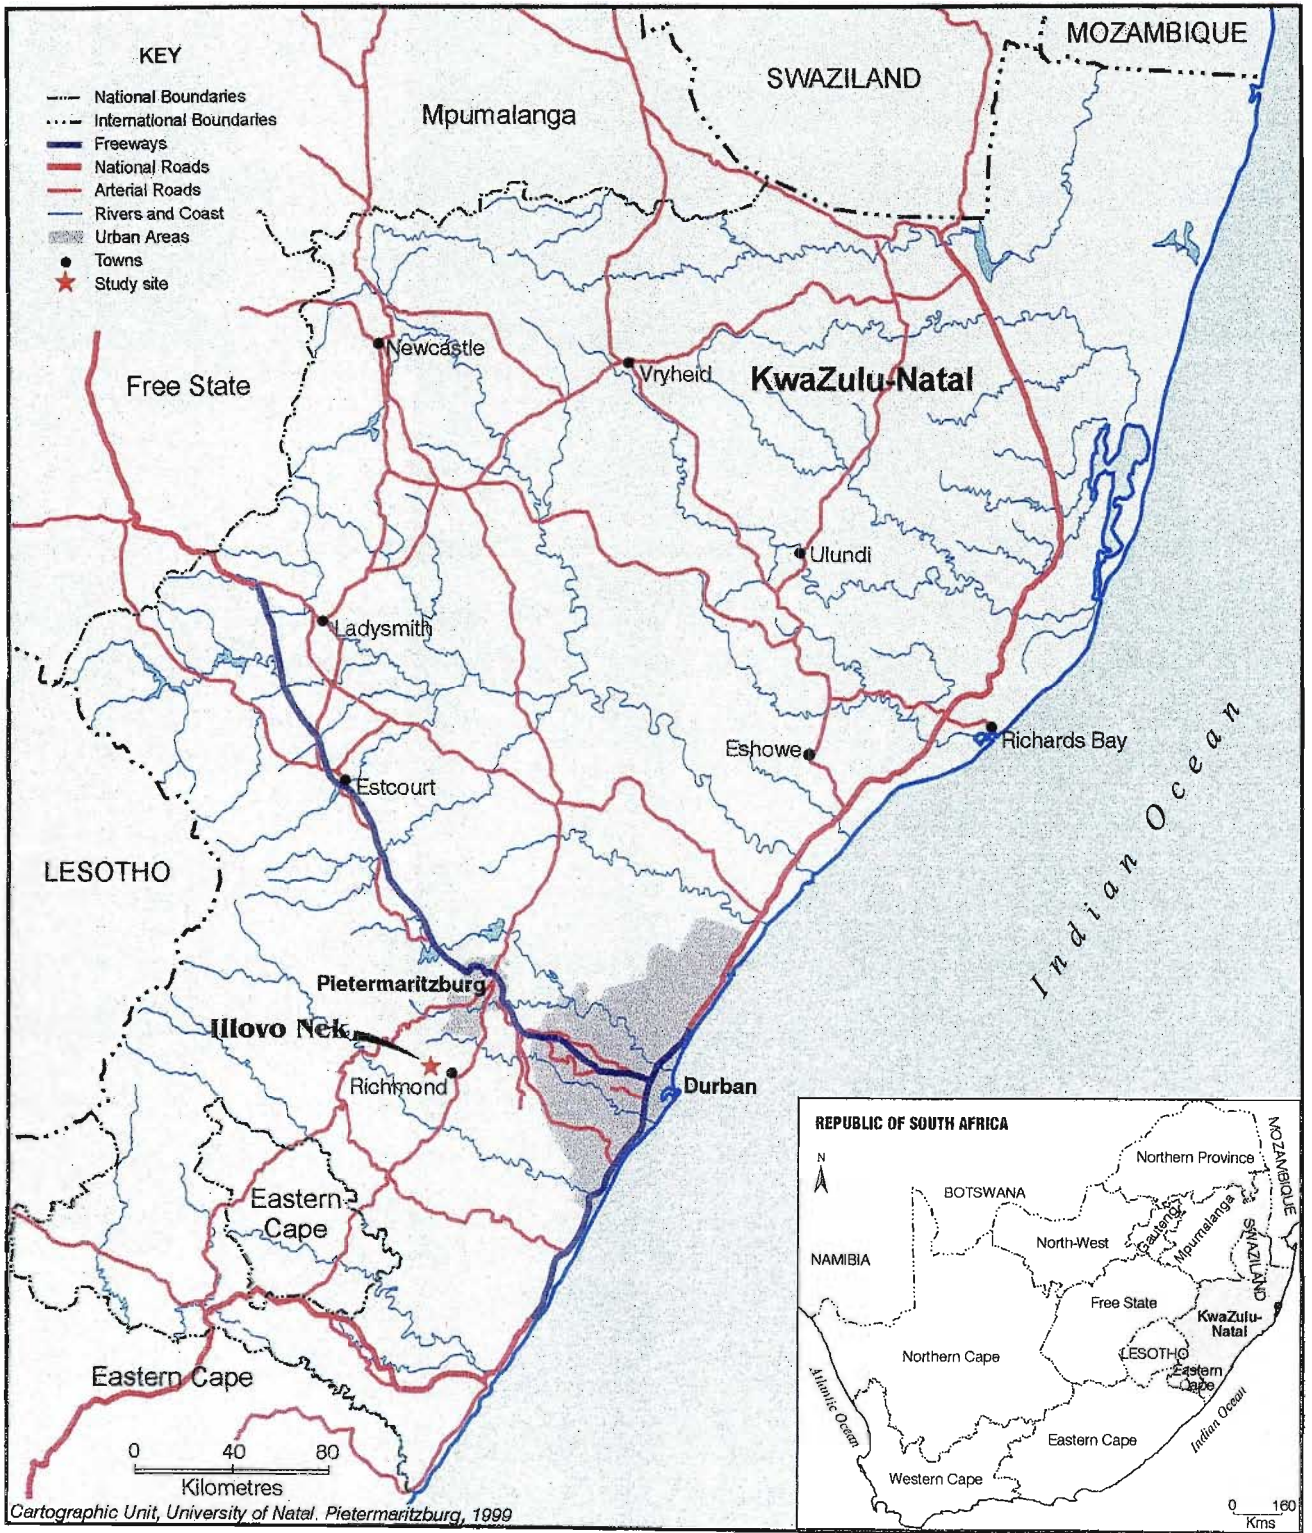 KEY
National Boundaries
International Boundaries
Freeways
National Roads
Arterial Roads
Rivers and Coast
Urban Areas
Towns
Study site
MOZAMBIQUE
SWAZILAND
Mpumalanga
Newcastle
Free State
Vryheid
KwaZulu-Natal
Ulundi
Ladysmith
Eshowe
Richards Bay
Estcourt
LESOTHO
Indian Ocean
Pietermaritzburg
Illovo Nek
Richmond
Durban
Eastern
Cape
Eastern Cape
0 40 80
Kilometres
Cartographic Unit, University of Natal. Pietermaritzburg, 1999
REPUBLIC OF SOUTH AFRICA
N
Northern Province
MOZAMBIQUE
BOTSWANA
Gauteng
Mpumalanga
North-West
SWAZILAND
NAMIBIA
Free State
KwaZulu-
Natal
Northern Cape
LESOTHO
Eastern
Cape
Atlantic Ocean
Indian Ocean
Eastern Cape
Western Cape
0 160
Kms